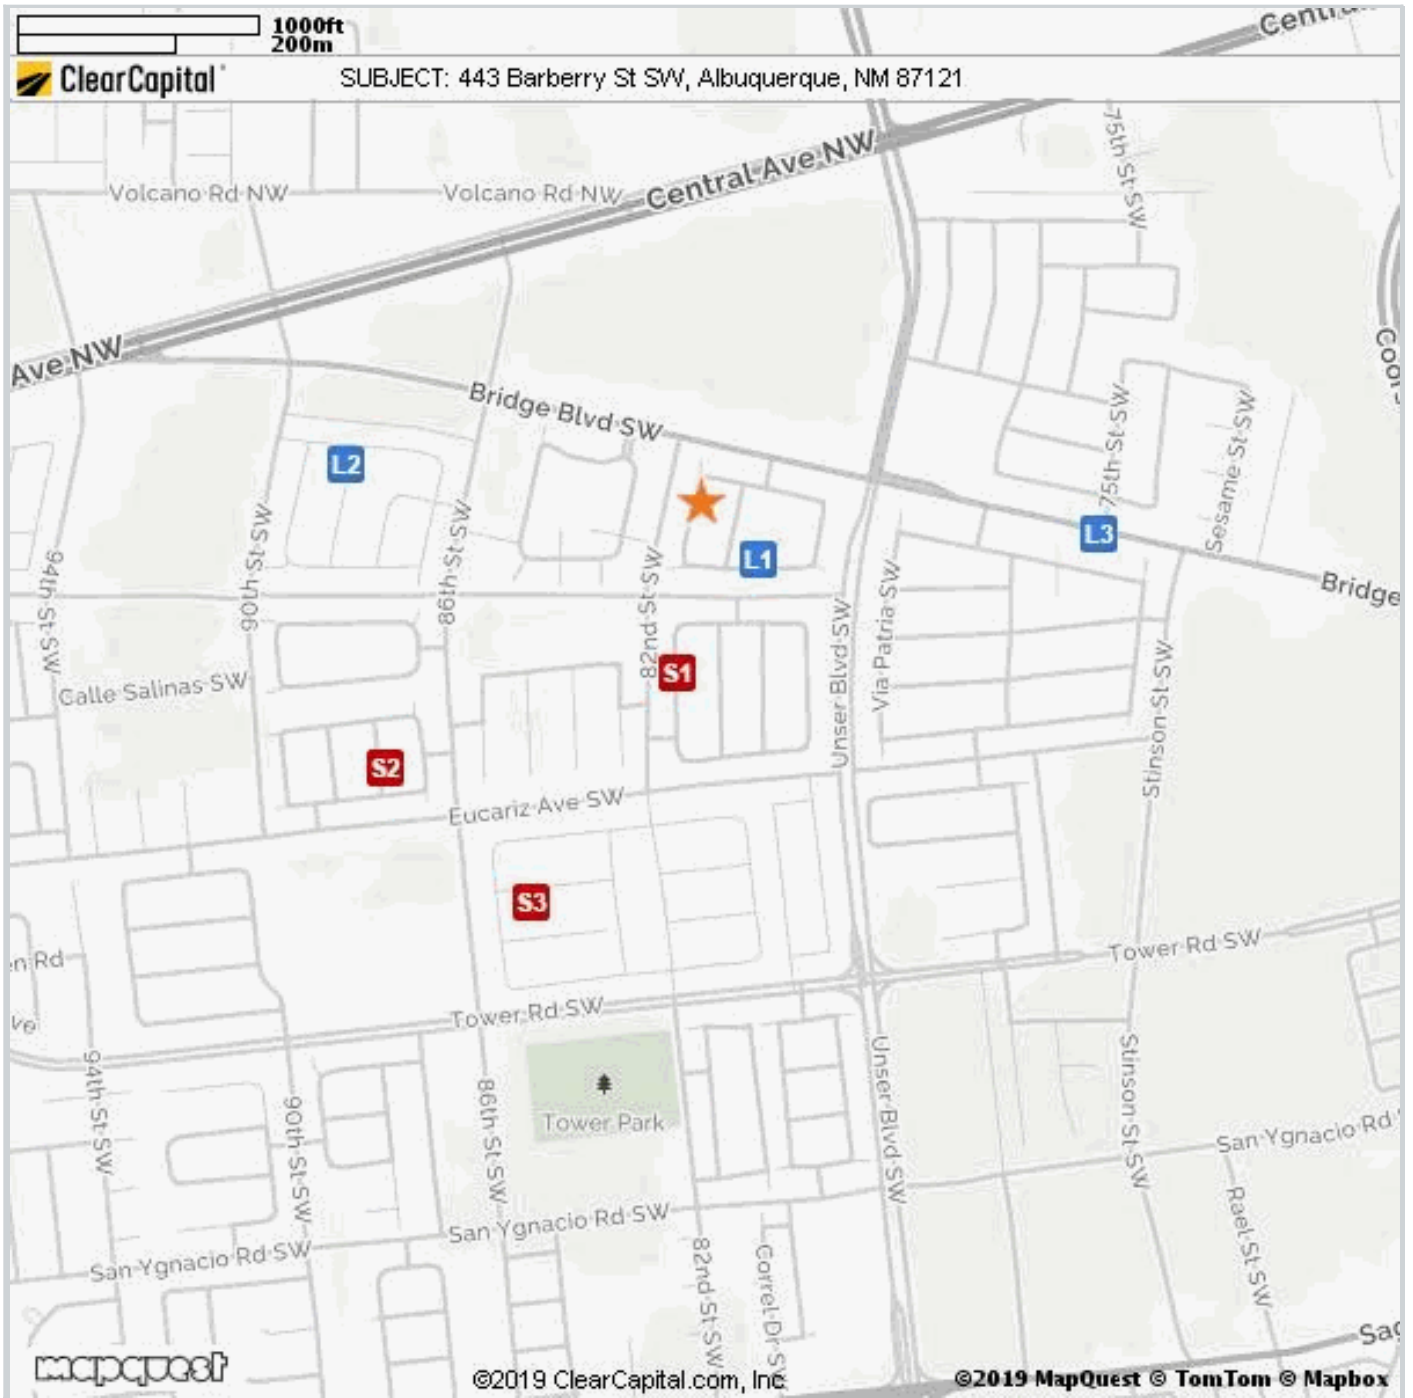 1000ft
200m
Central
ClearCapital
SUBJECT: 443 Barberry St SW, Albuquerque, NM 87121
75th St SW
Central Ave NW
Volcano Rd NW
Volcano Rd NW
Ave NW
Bridge Blvd SW
75th St SW
Sesame St SW
L2
L1
L3
94th St SW
90th St SW
86th St SW
82nd St SW
Unser Blvd SW
Via Patria SW
Bridge
Stinson St SW
Calle Salinas SW
S1
S2
Eucariz Ave SW
S3
Tower Rd SW
n Rd
ve
Tower Rd SW
94th St SW
90th St SW
86th St SW
Tower Park
Unser Blvd SW
Stinson St SW
San Ygnacio Rd
San Ygnacio Rd SW
San Ygnacio Rd SW
82nd St SW
Correl Dr SW
Rael St SW
Sag
mapquest
©2019 ClearCapital.com, Inc.
©2019 MapQuest © TomTom © Mapbox